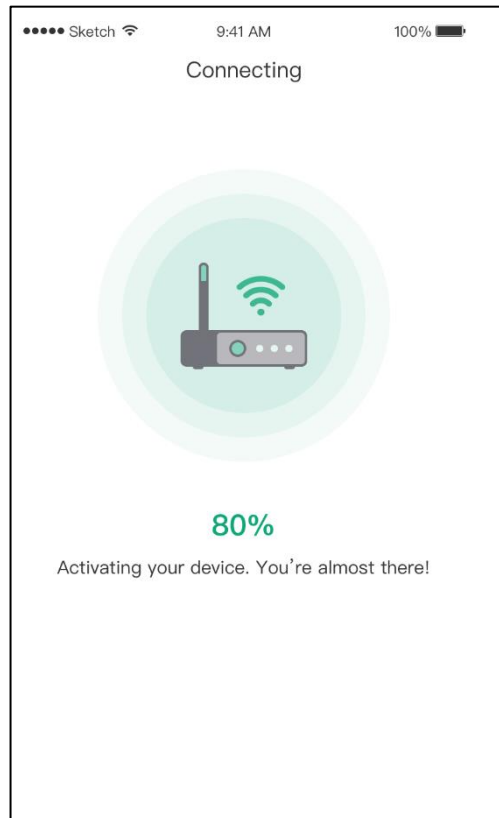 ●●●●● Sketch 9:41 AM 100%
Connecting
80%
Activating your device. You're almost there!